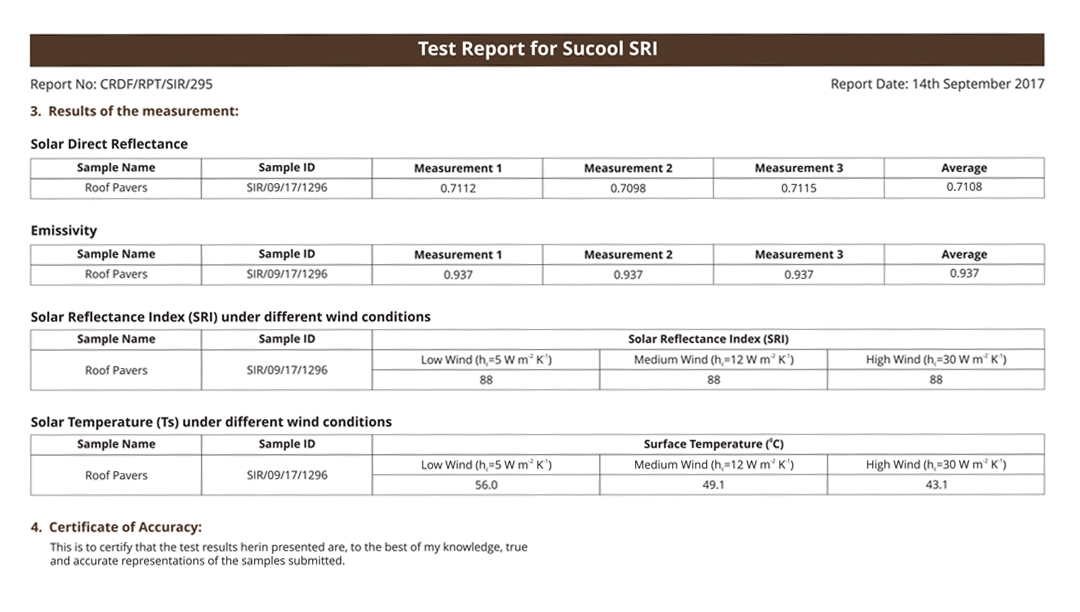 Test Report for Sucool SRI
Report No: CRDF/RPT/SIR/295 Report Date: 14th September 2017
3. Results of the measurement:
Solar Direct Reflectance
Sample Name Sample ID Measurement 1 Measurement 2 Measurement 3 Average
Roof Pavers SIR/09/17/1296 0.7112 0.7098 0.7115 0.7108
Emissivity
Sample Name Sample ID Measurement 1 Measurement 2 Measurement 3 Average
Roof Pavers SIR/09/17/1296 0.937 0.937 0.937 0.937
Solar Reflectance Index (SRI) under different wind conditions
Sample Name Sample ID Solar Reflectance Index (SRI)
Low Wind (hc=5 W m⁻² K⁻¹) Medium Wind (hc=12 W m⁻² K⁻¹) High Wind (hc=30 W m⁻² K⁻¹)
Roof Pavers SIR/09/17/1296
88 88 88
Solar Temperature (Ts) under different wind conditions
Sample Name Sample ID Surface Temperature (⁰C)
Low Wind (hc=5 W m⁻² K⁻¹) Medium Wind (hc=12 W m⁻² K⁻¹) High Wind (hc=30 W m⁻² K⁻¹)
Roof Pavers SIR/09/17/1296
56.0 49.1 43.1
4. Certificate of Accuracy:
This is to certify that the test results herin presented are, to the best of my knowledge, true
and accurate representations of the samples submitted.